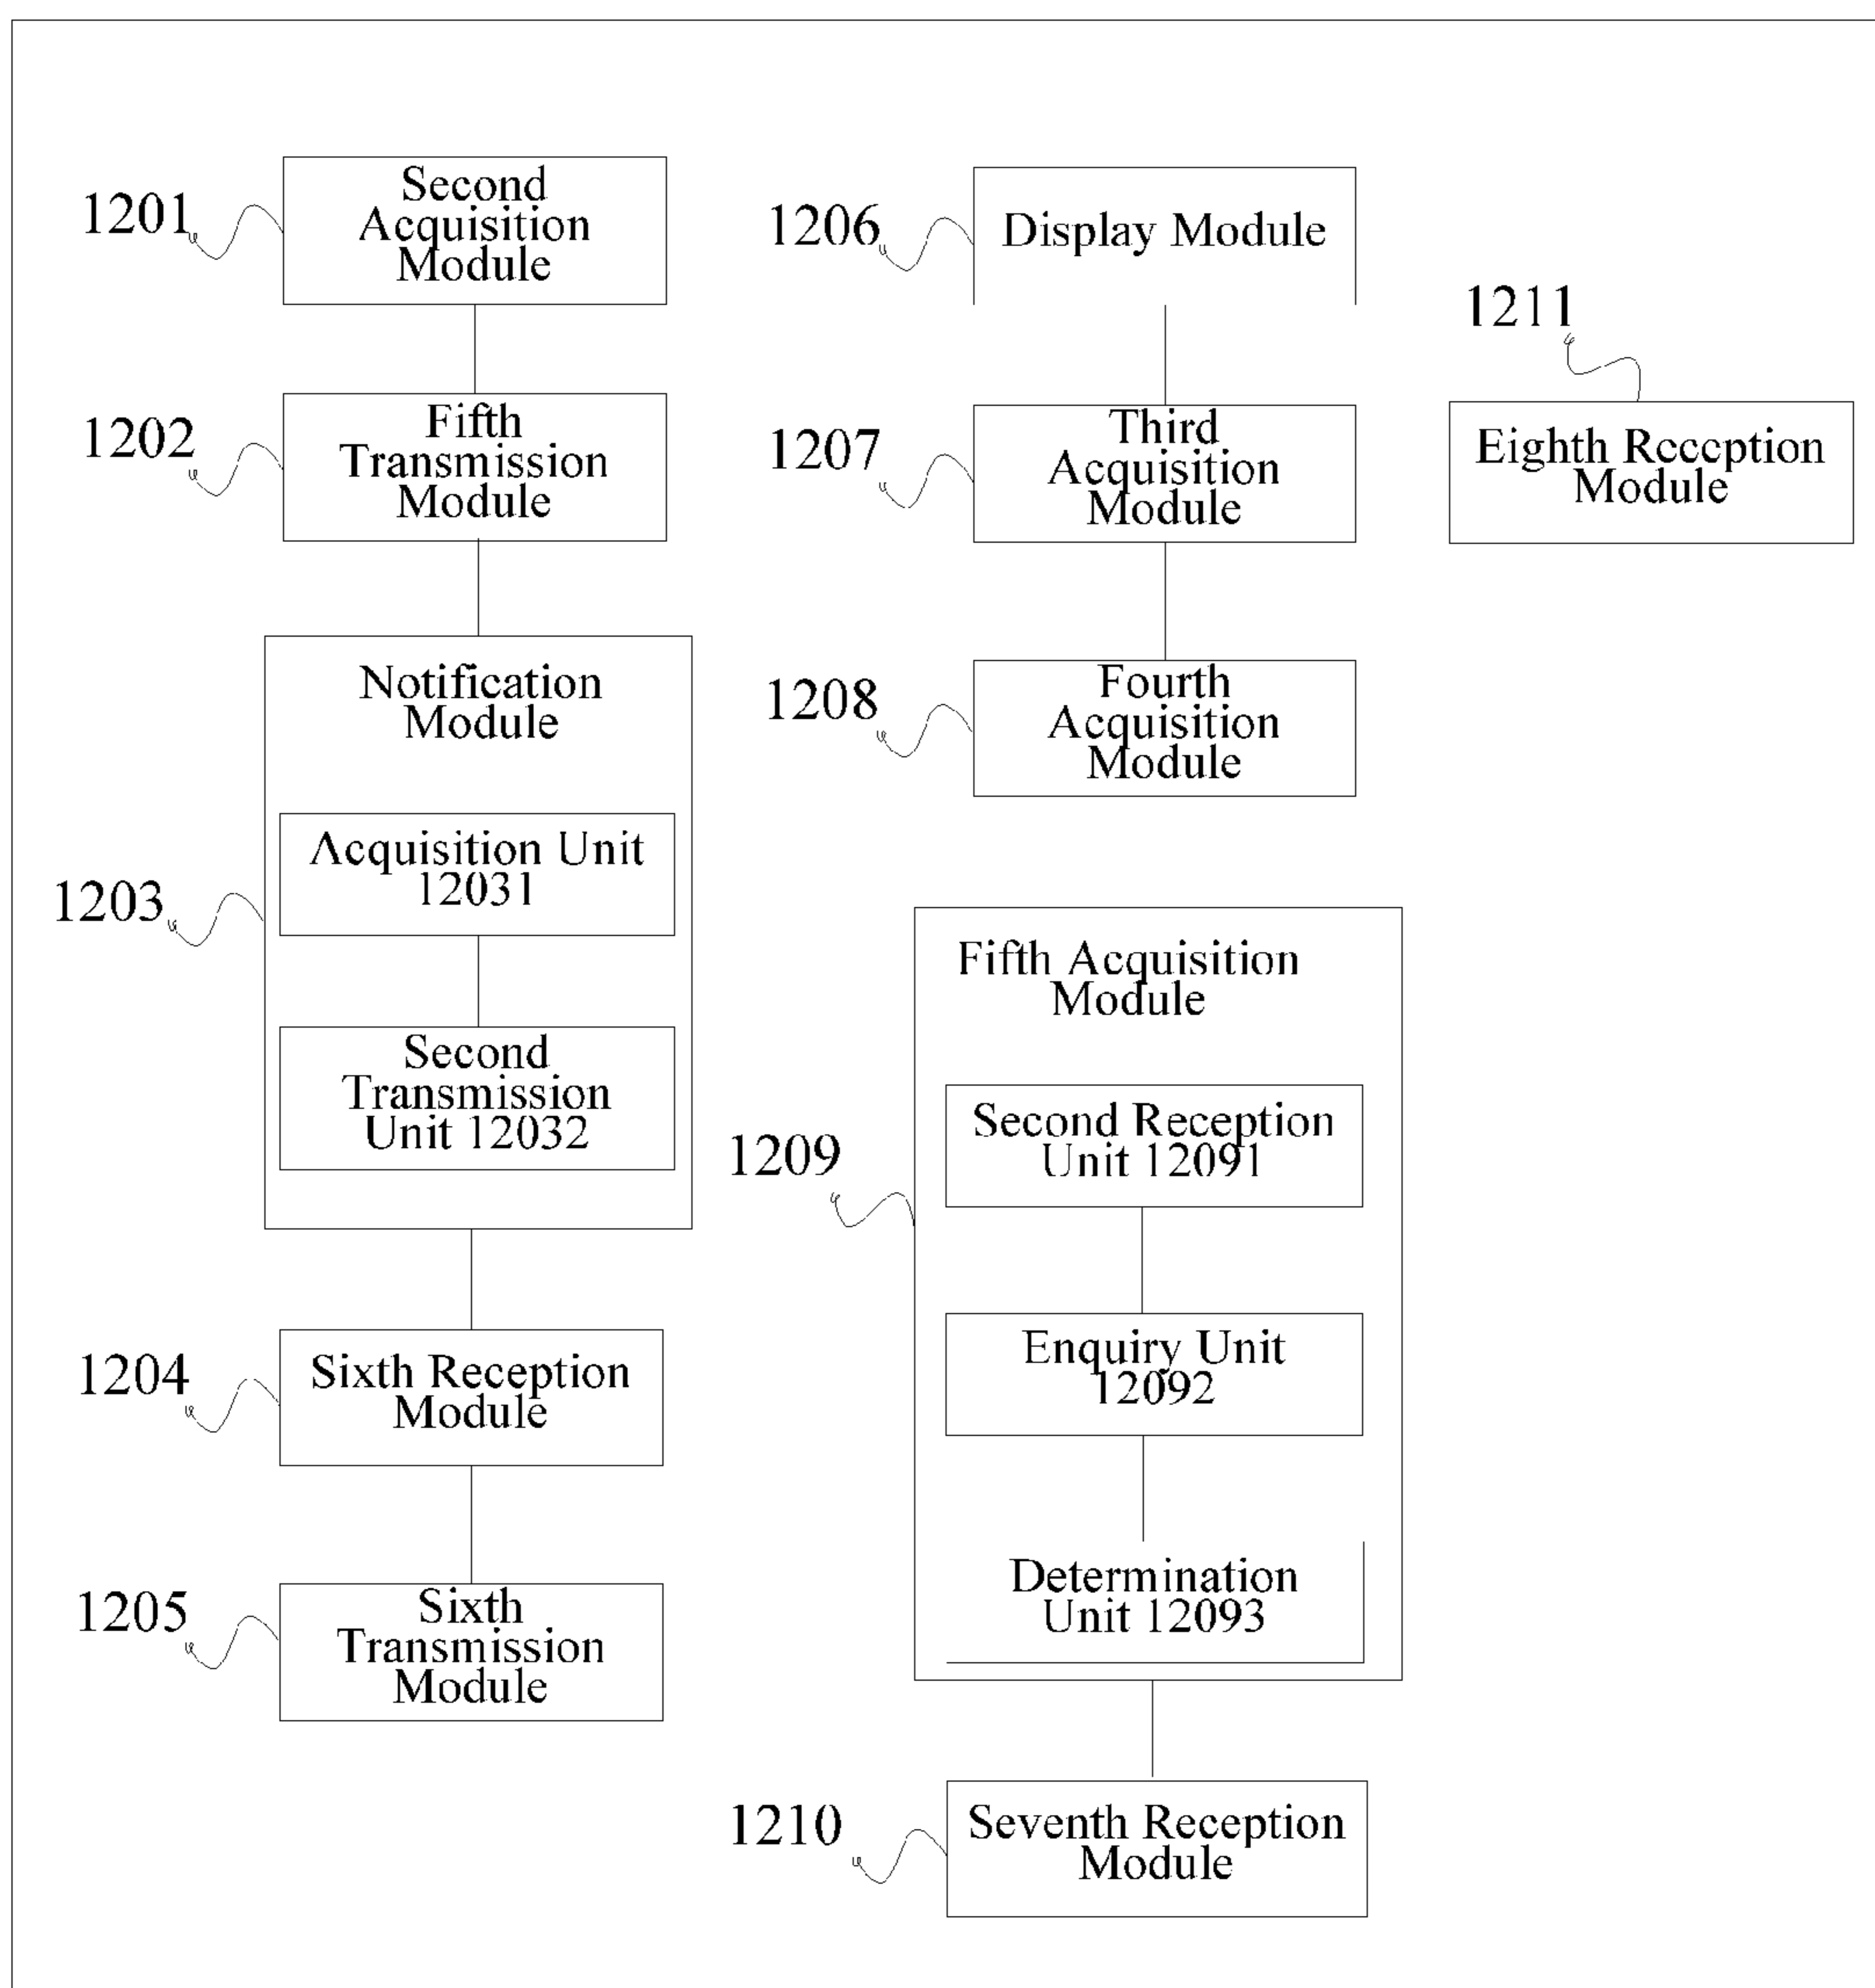 1201
Second
Acquisition
Module
1202
Fifth
Transmission
Module
1203
Notification
Module
Acquisition Unit
12031
Second
Transmission
Unit 12032
1204
Sixth Reception
Module
1205
Sixth
Transmission
Module
1206
Display Module
1207
Third
Acquisition
Module
1208
Fourth
Acquisition
Module
1209
Fifth Acquisition
Module
Second Reception
Unit 12091
Enquiry Unit
12092
Determination
Unit 12093
1210
Seventh Reception
Module
1211
Eighth Reception
Module